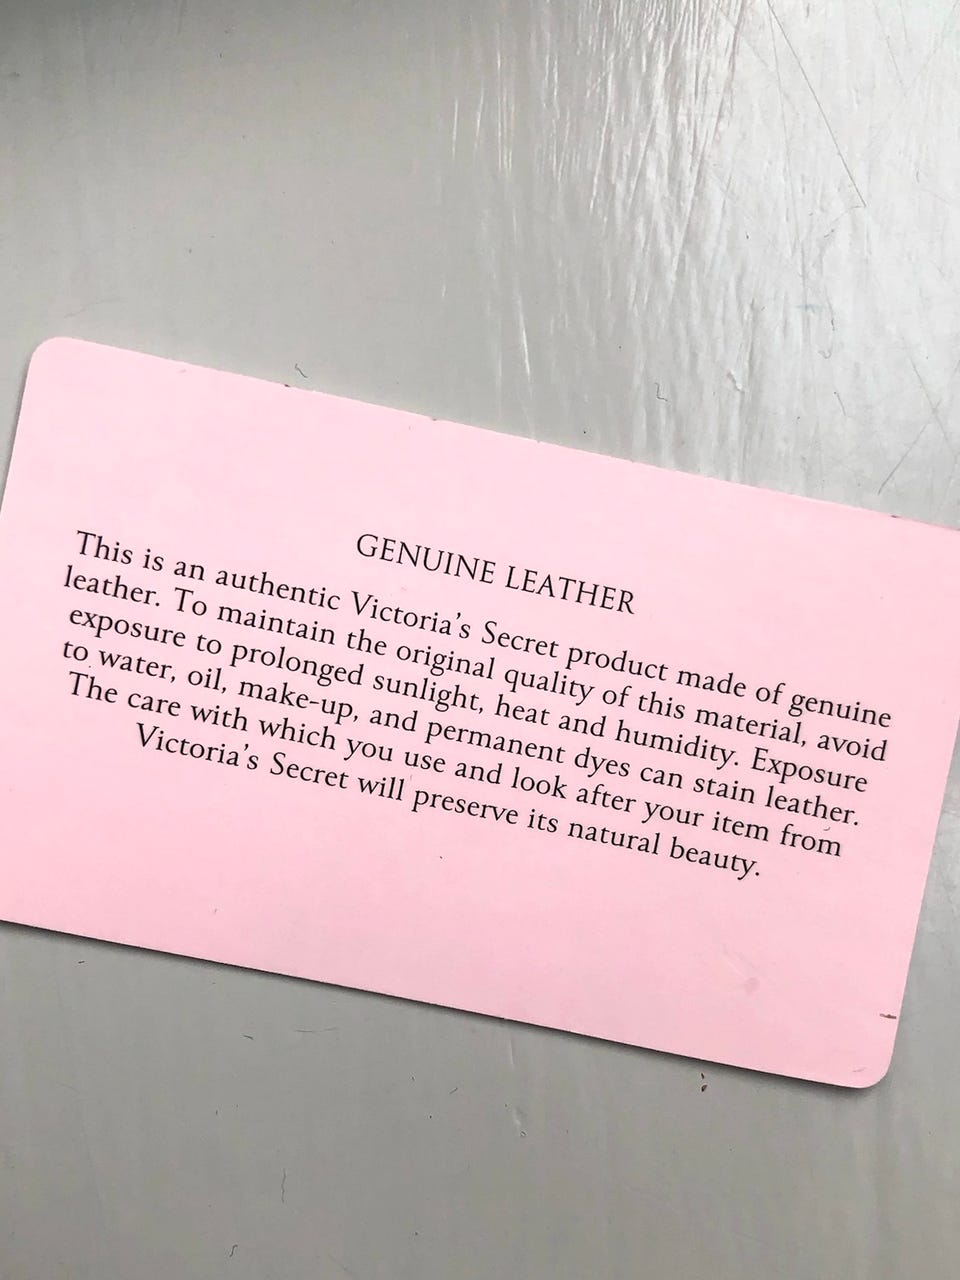 GENUINE LEATHER
This is an authentic Victoria's Secret product made of genuine
leather. To maintain the original quality of this material, avoid
exposure to prolonged sunlight, heat and humidity. Exposure
to water, oil, make-up, and permanent dyes can stain leather.
The care with which you use and look after your item from
Victoria's Secret will preserve its natural beauty.